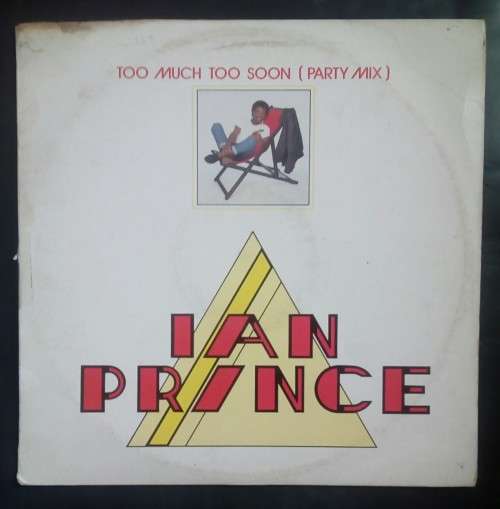 TOO MUCH TOO SOON ( PARTY MIX )
IAN
PRINCE